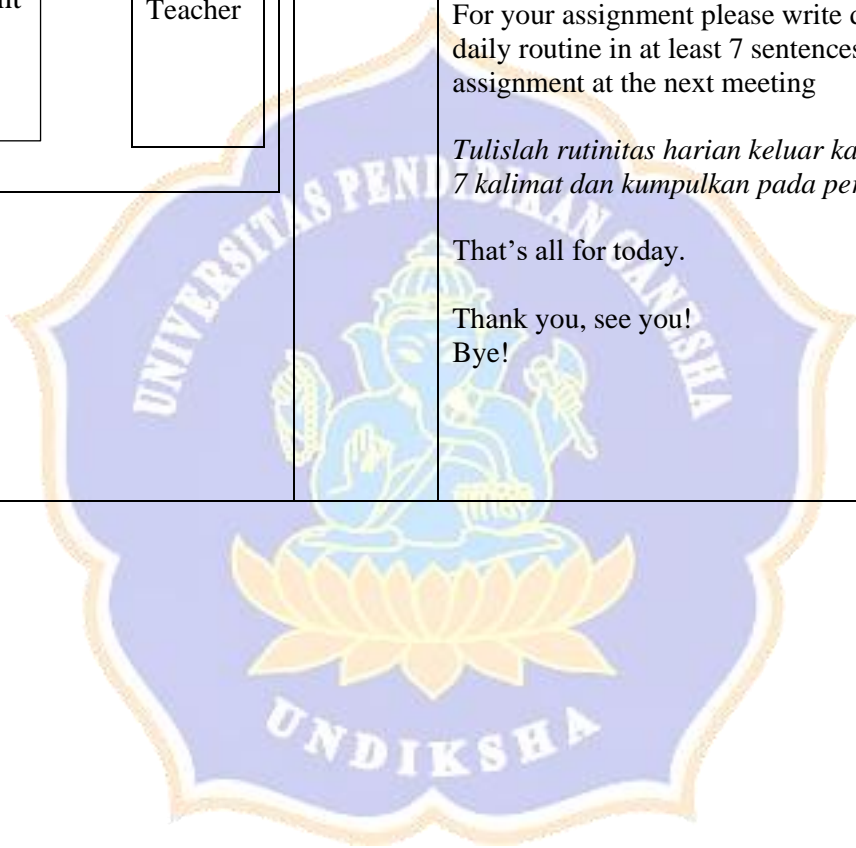 Teacher
For your assignment please write
daily routine in at least 7 sentences
assignment at the next meeting
Tulislah rutinitas harian keluar
7 kalimat dan kumpulkan pada
That’s all for today.
Thank you, see you!
Bye!
UNIVERSITAS PENDIDIKAN GANESHA
UNDIKSHA